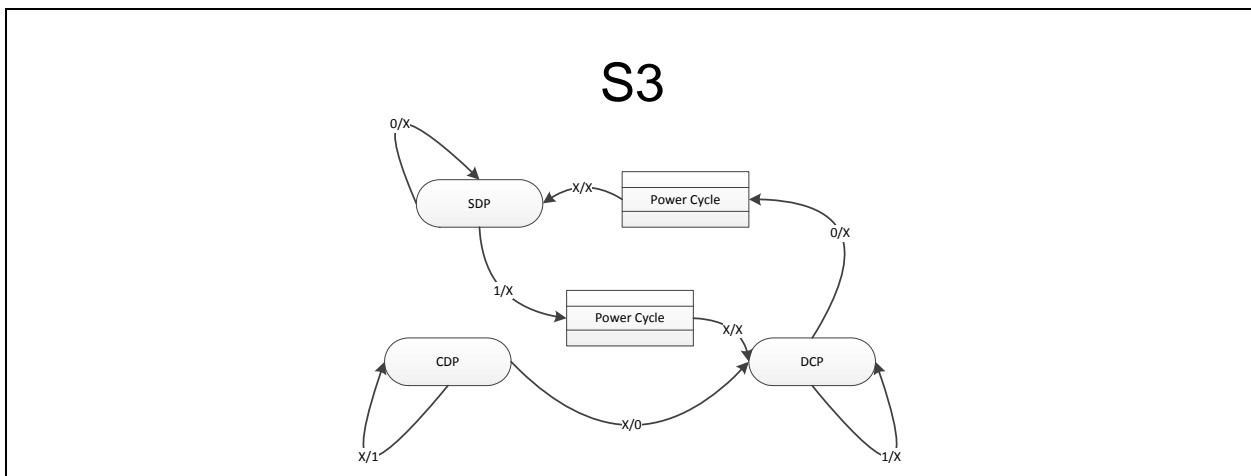 S3
0/X
SDP
X/X
Power Cycle
0/X
1/X
Power Cycle
X/X
CDP
DCP
X/0
X/1
1/X